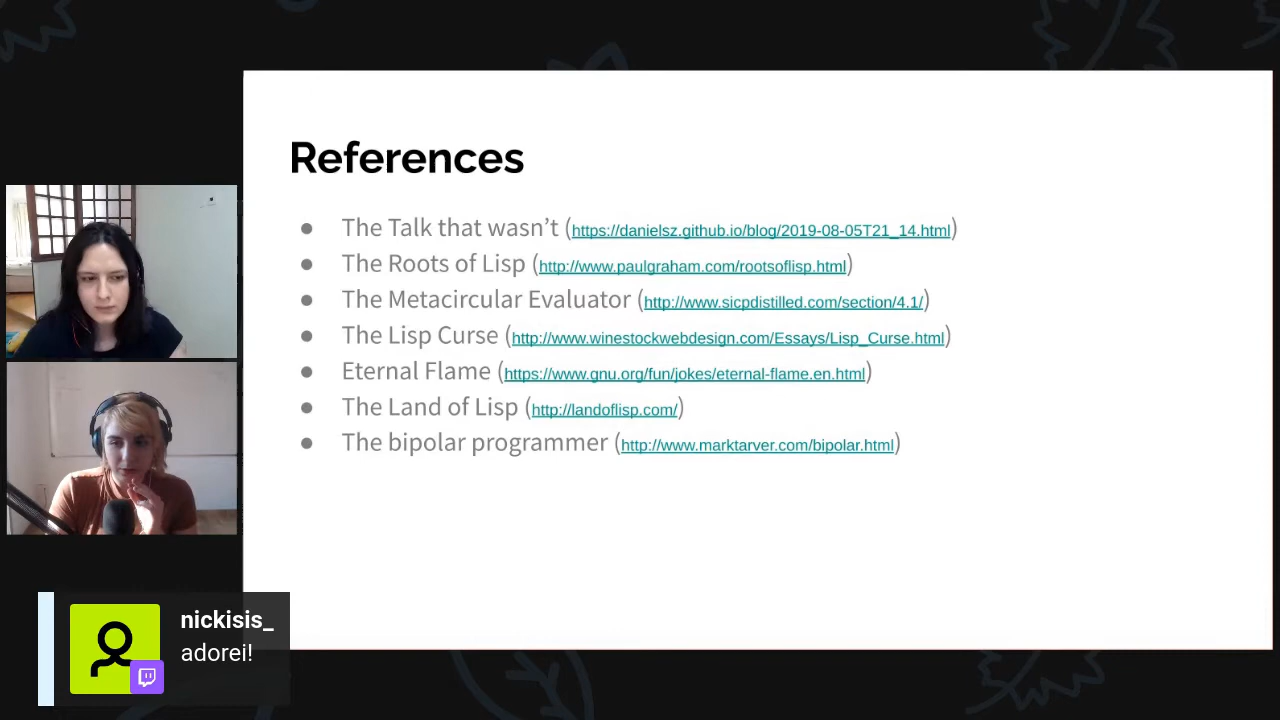 References
● The Talk that wasn’t (https://danielsz.github.io/blog/2019-08-05T21_14.html)
● The Roots of Lisp (http://www.paulgraham.com/rootsoflisp.html)
● The Metacircular Evaluator (http://www.sicpdistilled.com/section/4.1/)
● The Lisp Curse (http://www.winestockwebdesign.com/Essays/Lisp_Curse.html)
● Eternal Flame (https://www.gnu.org/fun/jokes/eternal-flame.en.html)
● The Land of Lisp (http://landoflisp.com/)
● The bipolar programmer (http://www.marktarver.com/bipolar.html)
nickisis_
adorei!